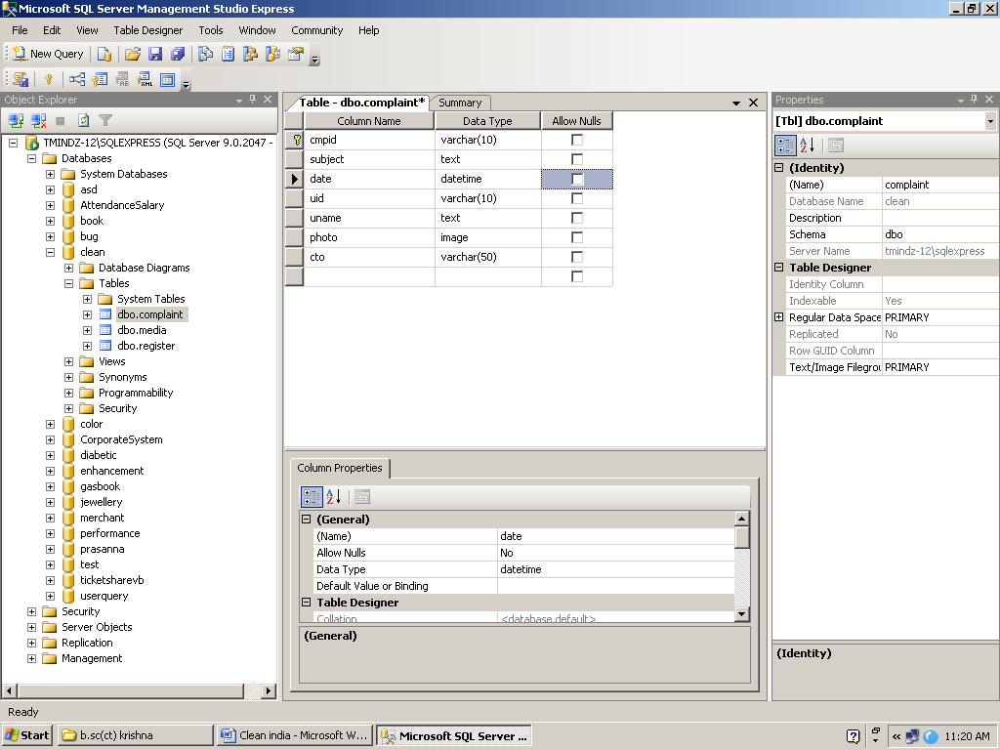 Microsoft SQL Server Management Studio Express
File Edit View Table Designer Tools Window Community Help
New Query
Object Explorer
TMINDZ-12\SQLEXPRESS (SQL Server 9.0.2047 -
Databases
System Databases
asd
AttendanceSalary
book
bug
clean
Database Diagrams
Tables
System Tables
dbo.complaint
dbo.media
dbo.register
Views
Synonyms
Programmability
Security
color
CorporateSystem
diabetic
enhancement
gasbook
jewellery
merchant
performance
prasanna
test
ticketsharevb
userquery
Security
Server Objects
Replication
Management
Table - dbo.complaint* Summary
Column Name Data Type Allow Nulls
cmpid varchar(10)
subject text
date datetime
uid varchar(10)
uname text
photo image
cto varchar(50)
Column Properties
(General)
(Name) date
Allow Nulls No
Data Type datetime
Default Value or Binding
Table Designer
Collation <database default>
(General)
Properties
[Tbl] dbo.complaint
(Identity)
(Name) complaint
Database Name clean
Description
Schema dbo
Server Name tmindz-12\sqlexpress
Table Designer
Identity Column
Indexable Yes
Regular Data Space PRIMARY
Replicated No
Row GUID Column
Text/Image Filegrou PRIMARY
(Identity)
Ready
Start b.sc(ct) krishna Clean india - Microsoft W... Microsoft SQL Server ... 11:20 AM